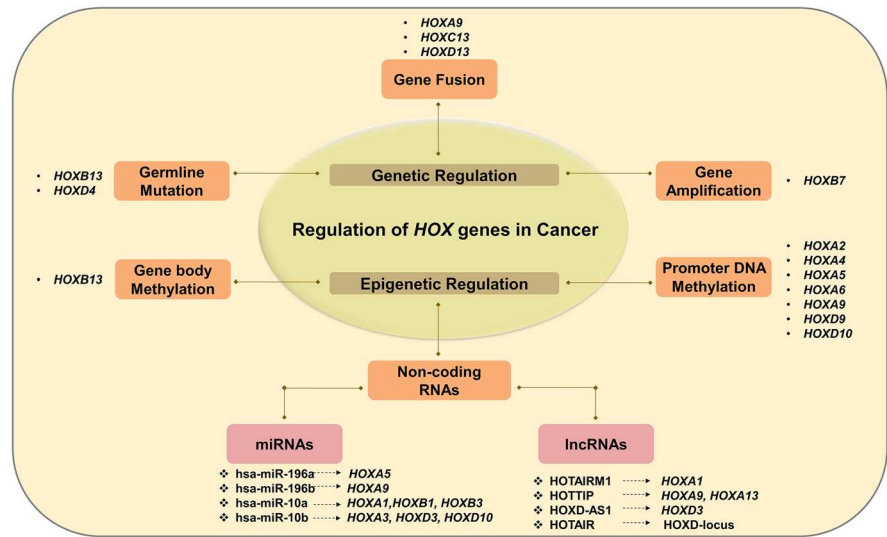 • HOXA9
• HOXC13
• HOXD13
Gene Fusion
• HOXB13
• HOXD4
Germline
Mutation
Genetic Regulation
Gene
Amplification
• HOXB7
Regulation of HOX genes in Cancer
• HOXB13
Gene body
Methylation
Epigenetic Regulation
Promoter DNA
Methylation
• HOXA2
• HOXA4
• HOXA5
• HOXA6
• HOXA9
• HOXD9
• HOXD10
Non-coding
RNAs
miRNAs
❖ hsa-miR-196a HOXA5
❖ hsa-miR-196b HOXA9
❖ hsa-miR-10a HOXA1,HOXB1, HOXB3
❖ hsa-miR-10b HOXA3, HOXD3, HOXD10
lncRNAs
❖ HOTAIRM1 HOXA1
❖ HOTTIP HOXA9, HOXA13
❖ HOXD-AS1 HOXD3
❖ HOTAIR HOXD-locus